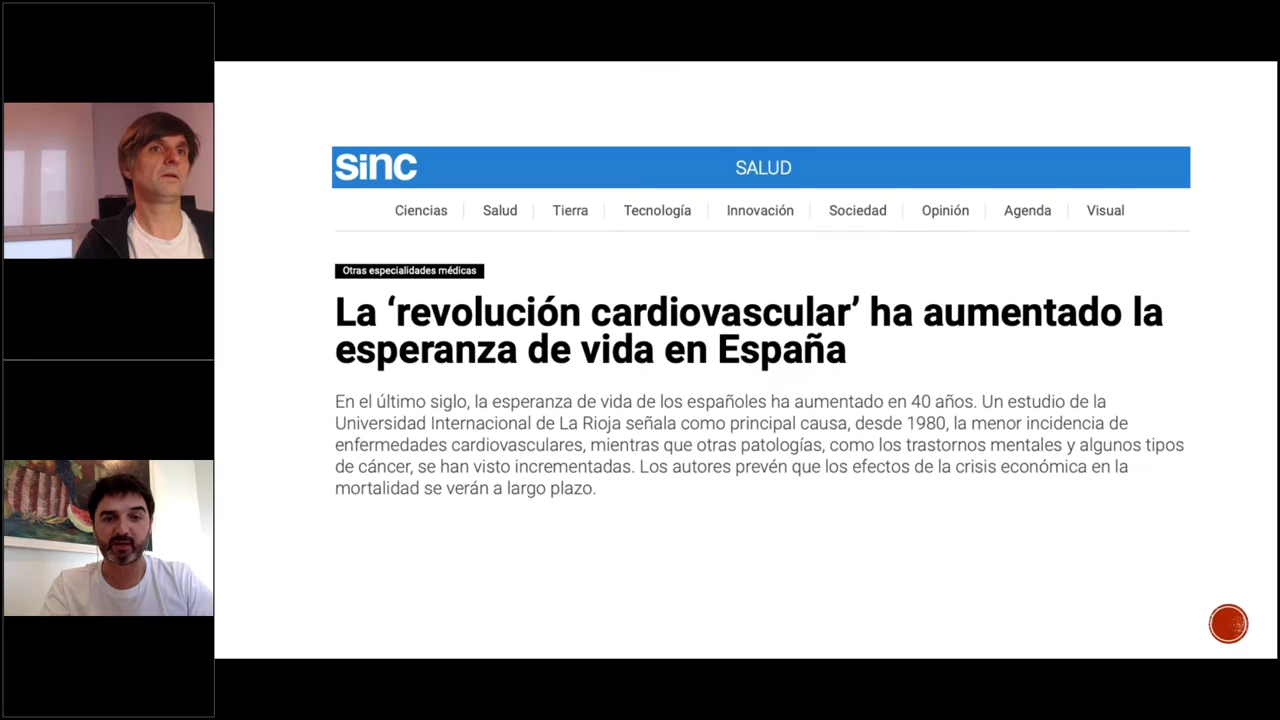 sinc
SALUD
Ciencias Salud Tierra Tecnología Innovación Sociedad Opinión Agenda Visual
Otras especialidades médicas
La ‘revolución cardiovascular’ ha aumentado la
esperanza de vida en España
En el último siglo, la esperanza de vida de los españoles ha aumentado en 40 años. Un estudio de la
Universidad Internacional de La Rioja señala como principal causa, desde 1980, la menor incidencia de
enfermedades cardiovasculares, mientras que otras patologías, como los trastornos mentales y algunos tipos
de cáncer, se han visto incrementadas. Los autores prevén que los efectos de la crisis económica en la
mortalidad se verán a largo plazo.